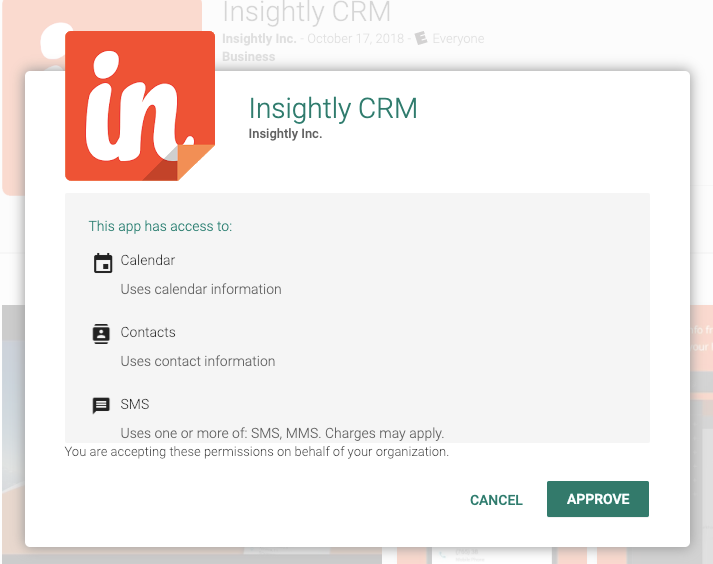 Insightly CRM
Insightly Inc. - October 17, 2018 - E Everyone
Business
in
Insightly CRM
Insightly Inc.
This app has access to:
Calendar
Uses calendar information
Contacts
Uses contact information
SMS
Uses one or more of: SMS, MMS. Charges may apply.
You are accepting these permissions on behalf of your organization.
CANCEL
APPROVE